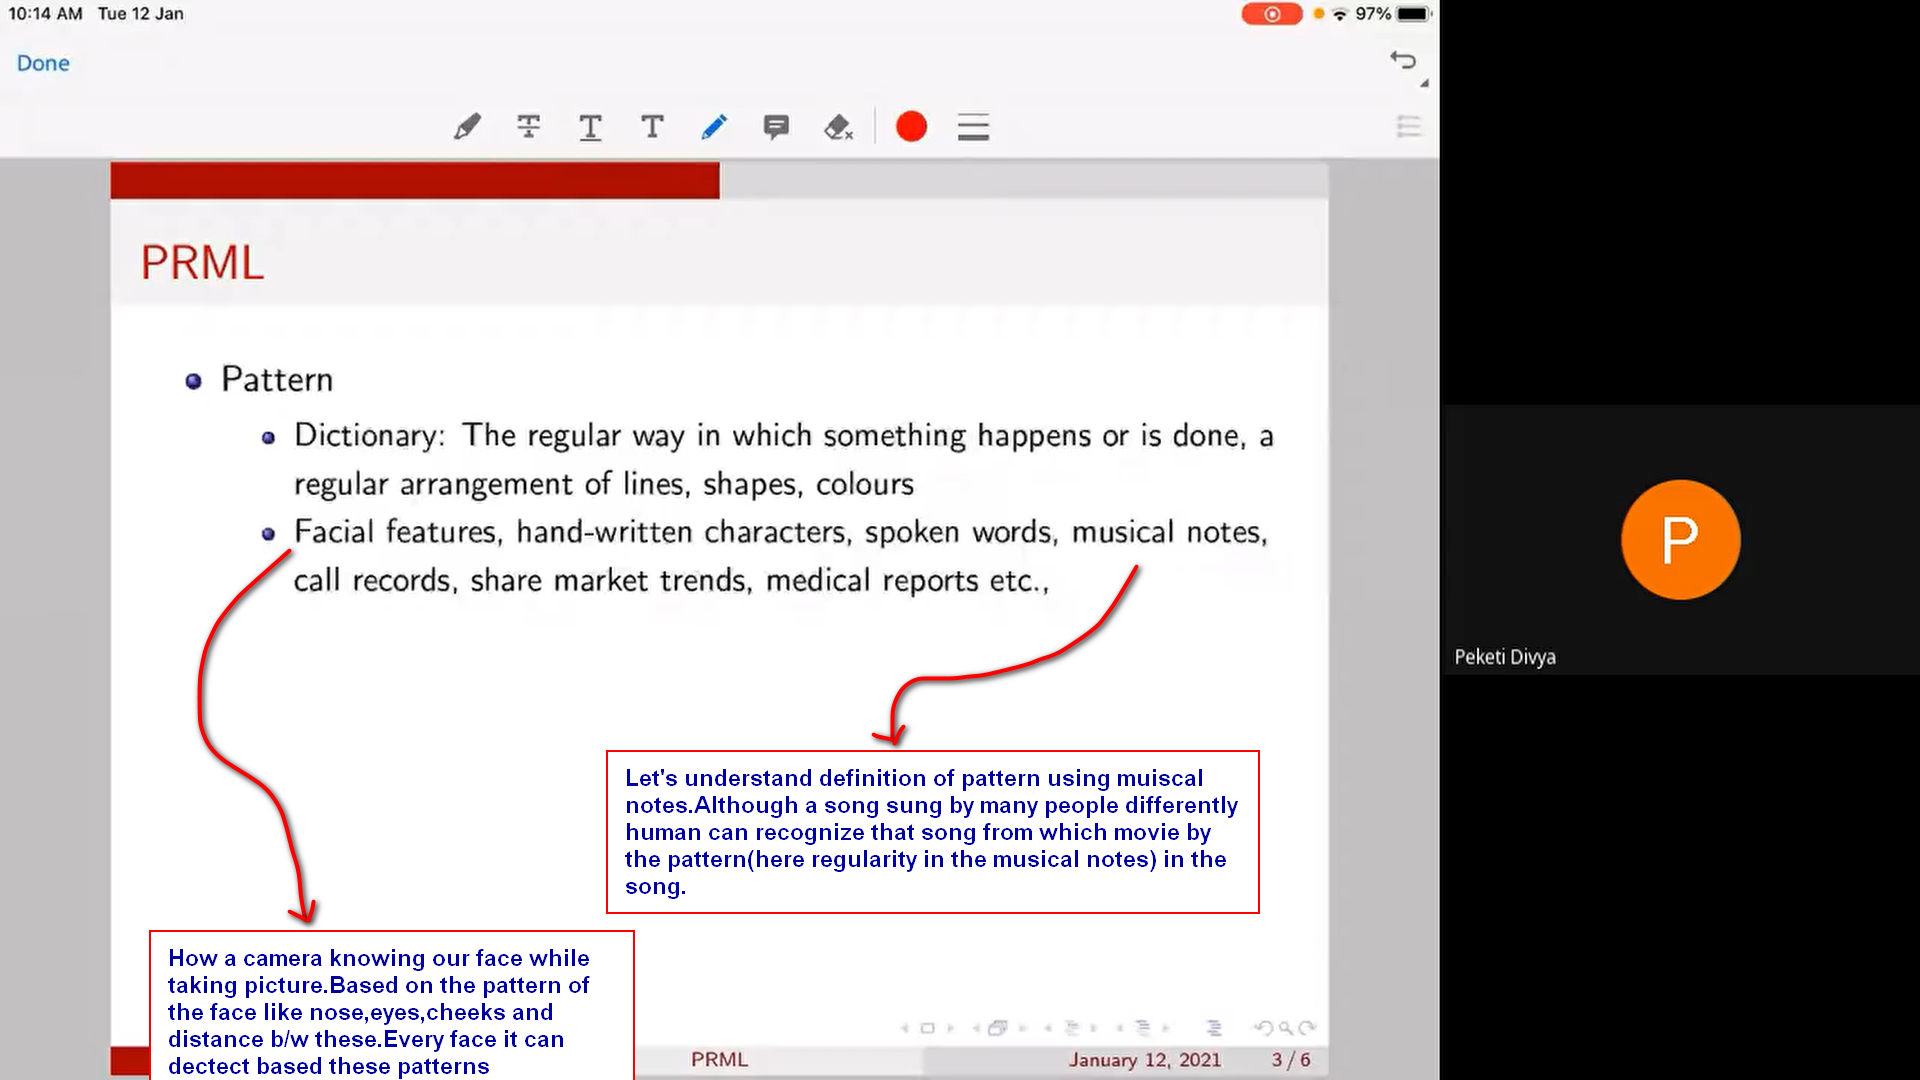 10:14 AM Tue 12 Jan
97%
Done
PRML
Pattern
Dictionary: The regular way in which something happens or is done, a
regular arrangement of lines, shapes, colours
Facial features, hand-written characters, spoken words, musical notes,
call records, share market trends, medical reports etc.,
P
Peketi Divya
Let's understand definition of pattern using muiscal
notes.Although a song sung by many people differently
human can recognize that song from which movie by
the pattern(here regularity in the musical notes) in the
song.
How a camera knowing our face while
taking picture.Based on the pattern of
the face like nose,eyes,cheeks and
distance b/w these.Every face it can
dectect based these patterns
PRML
January 12, 2021 3 / 6